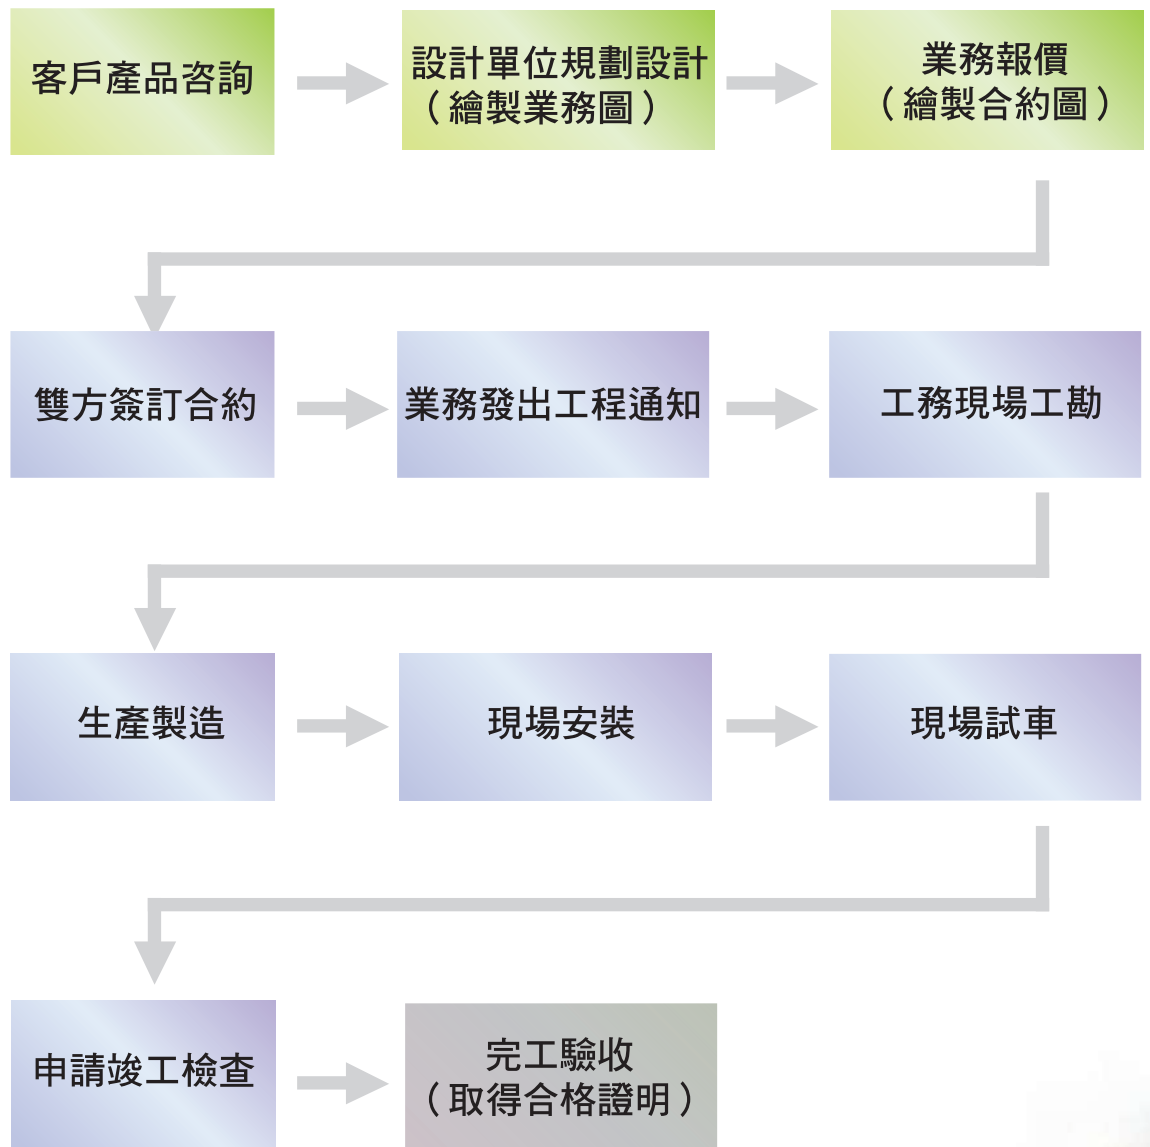 客戶產品咨詢
設計單位規劃設計
（繪製業務圖）
業務報價
（繪製合約圖）
雙方簽訂合約
業務發出工程通知
工務現場工勘
生產製造
現場安裝
現場試車
申請竣工檢查
完工驗收
（取得合格證明）